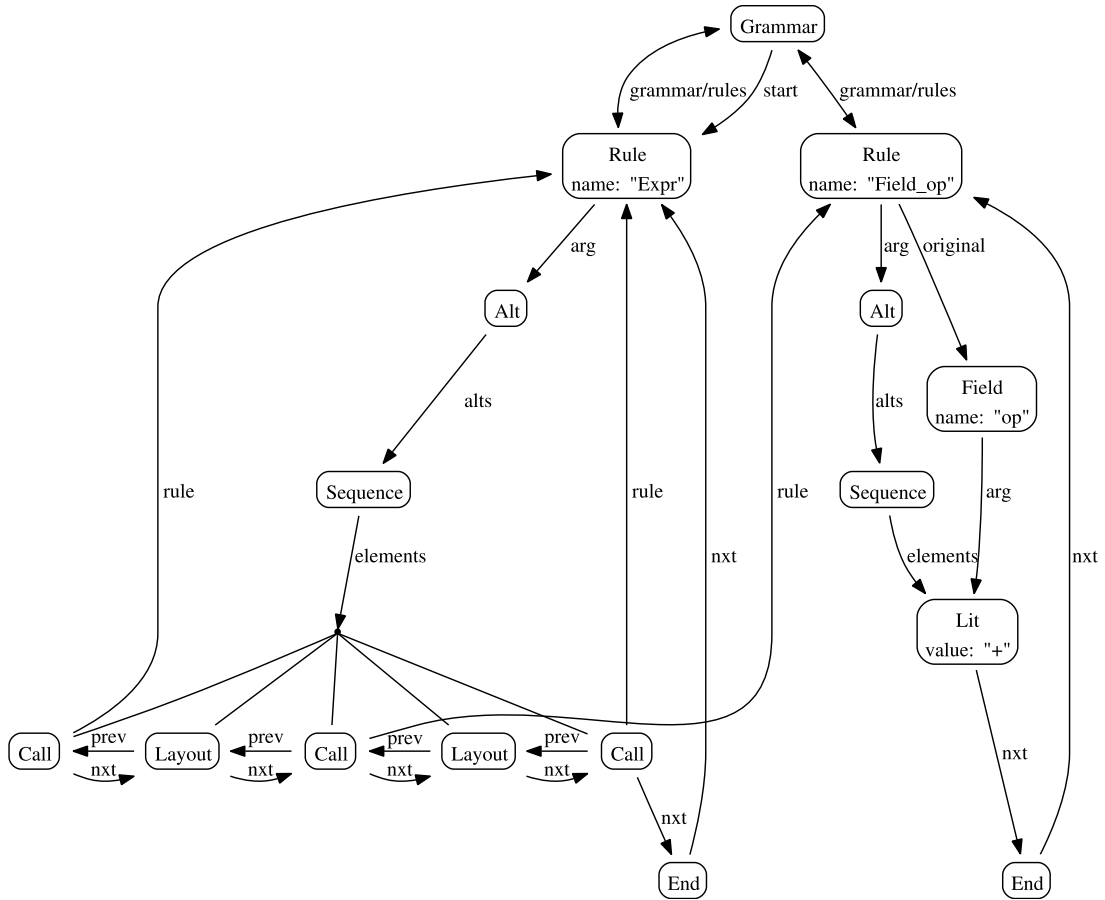 Grammar
grammar/rules
start
grammar/rules
Rule
name: "Expr"
Rule
name: "Field_op"
arg
arg
original
Alt
Alt
Field
name: "op"
alts
alts
Sequence
rule
rule
rule
Sequence
arg
elements
nxt
elements
nxt
Lit
value: "+"
Call
prev
nxt
Layout
prev
nxt
Call
prev
nxt
Layout
prev
nxt
Call
nxt
nxt
End
End